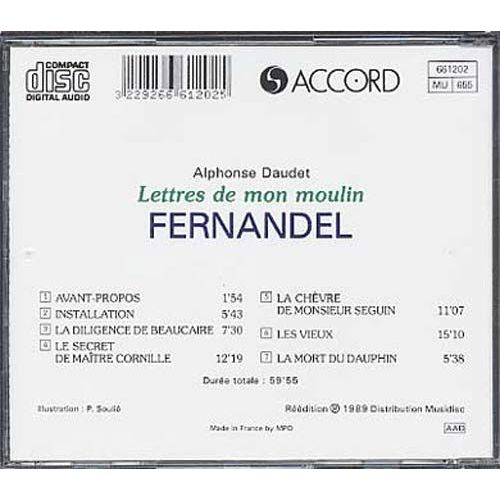 COMPACT
disc
DIGITAL AUDIO
3 229266 612025
ACCORD
661202
MU 655
Alphonse Daudet
Lettres de mon moulin
FERNANDEL
1 AVANT-PROPOS 1'54
2 INSTALLATION 5'43
3 LA DILIGENCE DE BEAUCAIRE 7'30
4 LE SECRET
DE MAÎTRE CORNILLE 12'19
5 LA CHÈVRE
DE MONSIEUR SEGUIN 11'07
6 LES VIEUX 15'10
7 LA MORT DU DAUPHIN 5'38
Durée totale : 59'55
Illustration : P. Soulié
Réédition ℗ 1989 Distribution Musidisc
Made in France by MPO
AAD